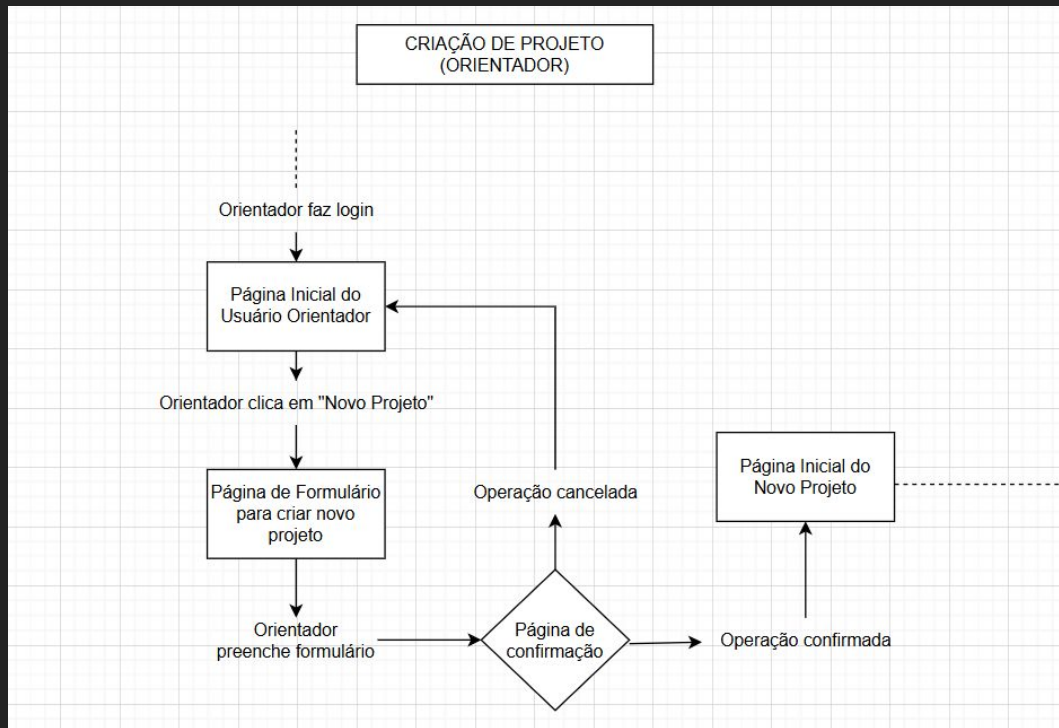 CRIAÇÃO DE PROJETO
(ORIENTADOR)
Orientador faz login
Página Inicial do
Usuário Orientador
Orientador clica em "Novo Projeto"
Página de Formulário
para criar novo
projeto
Orientador
preenche formulário
Página de
confirmação
Operação cancelada
Operação confirmada
Página Inicial do
Novo Projeto